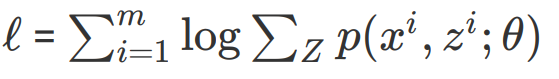 ℓ = ∑_{i=1}^{m} log ∑_Z p(x^i, z^i; θ)